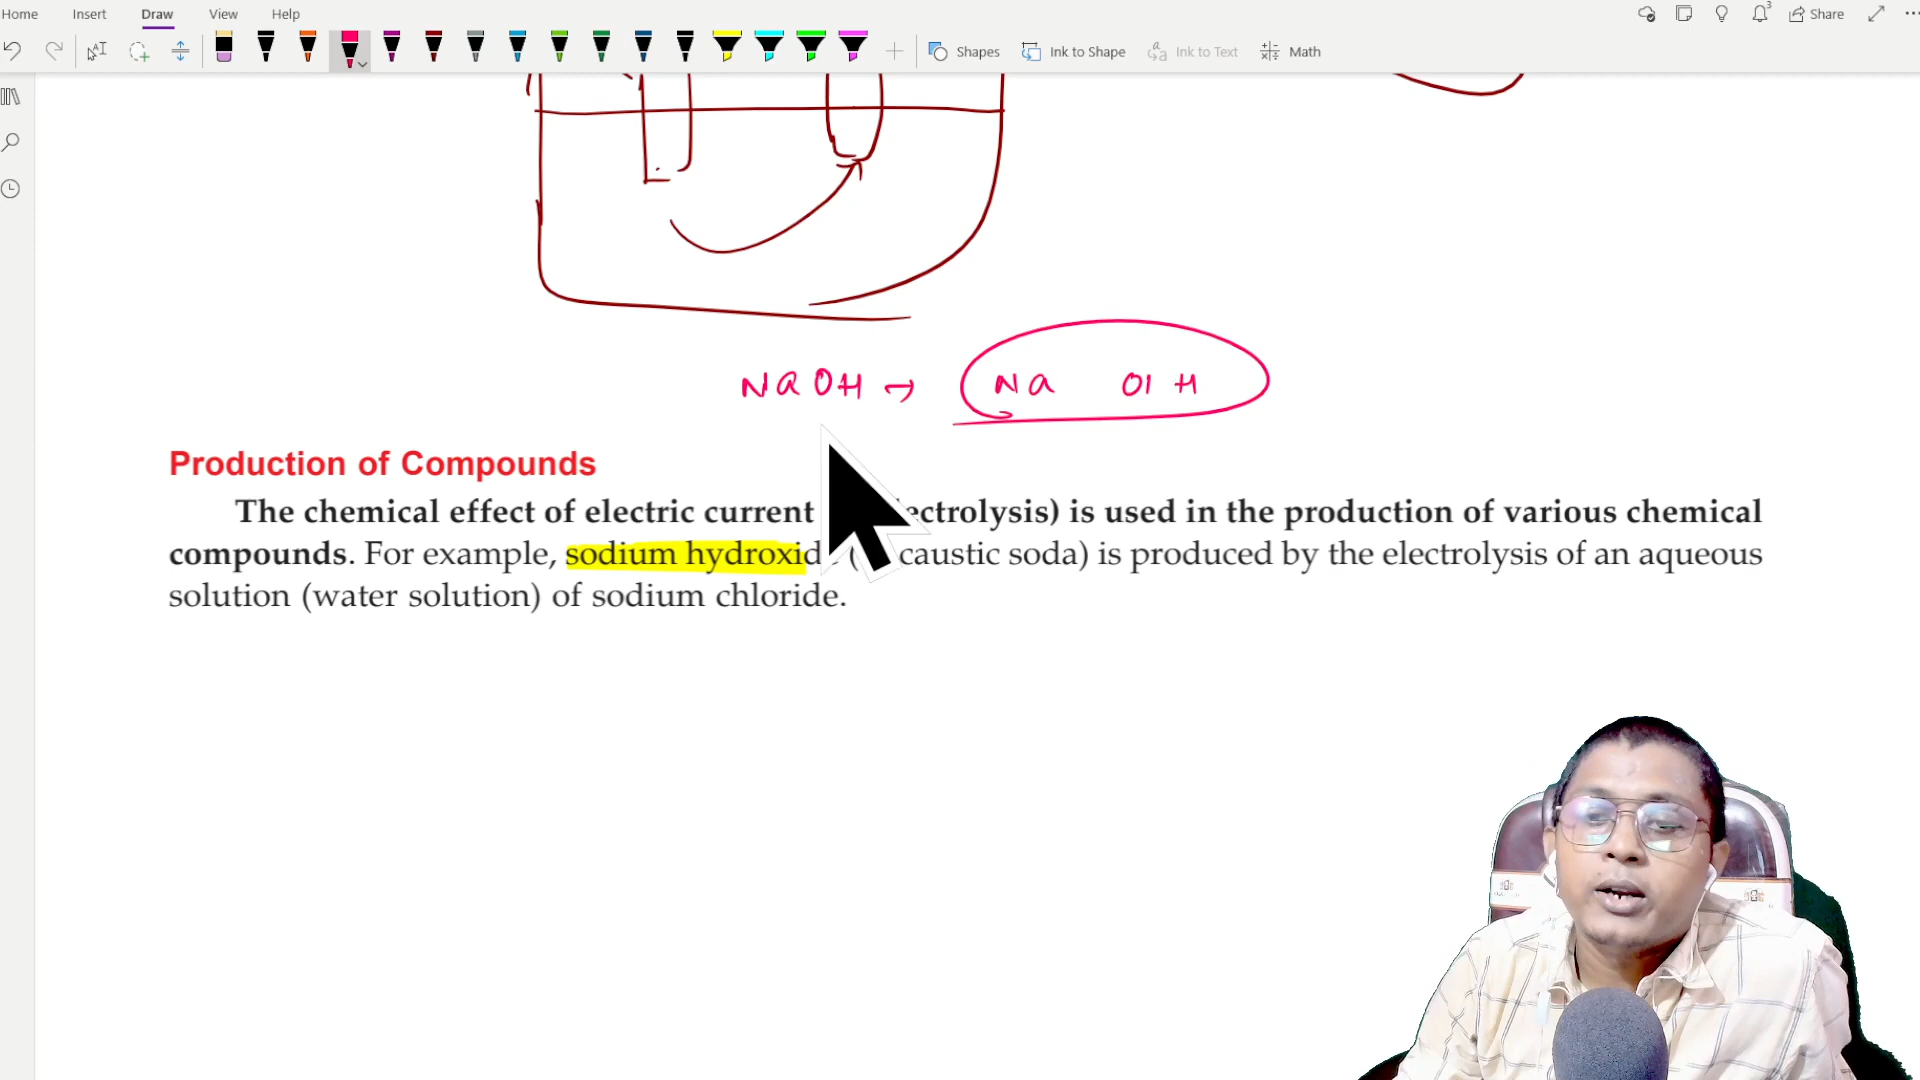 Home Insert Draw View Help 3 Share
Shapes Ink to Shape Ink to Text Math
NaOH → Na OH
Production of Compounds
The chemical effect of electric current ectrolysis) is used in the production of various chemical
compounds. For example, sodium hydroxid ( caustic soda) is produced by the electrolysis of an aqueous
solution (water solution) of sodium chloride.